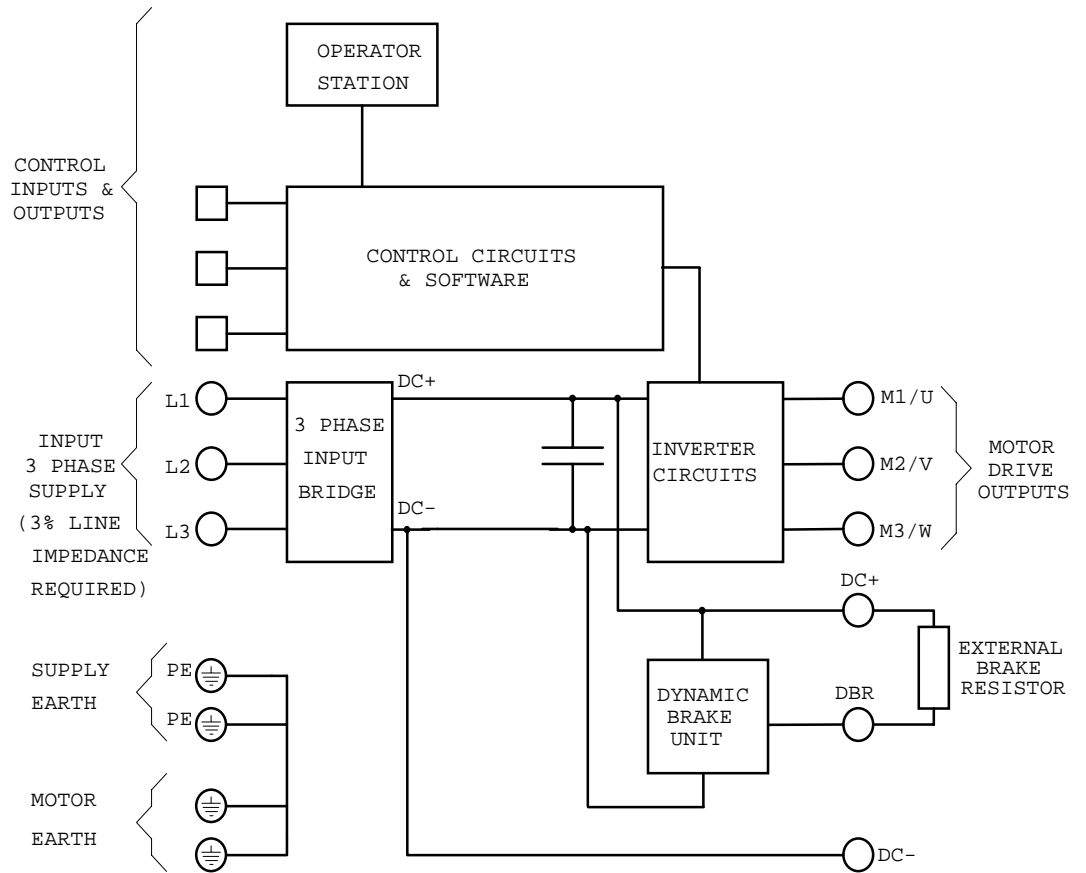 OPERATOR
STATION
CONTROL
INPUTS &
OUTPUTS
CONTROL CIRCUITS
& SOFTWARE
DC+
L1
3 PHASE
INPUT
BRIDGE
L2
L3
DC-
INPUT
3 PHASE
SUPPLY
(3% LINE
IMPEDANCE
REQUIRED)
INVERTER
CIRCUITS
M1/U
M2/V
M3/W
MOTOR
DRIVE
OUTPUTS
DC+
EXTERNAL
BRAKE
RESISTOR
DYNAMIC
BRAKE
UNIT
DBR
SUPPLY
EARTH
PE
PE
MOTOR
EARTH
DC-